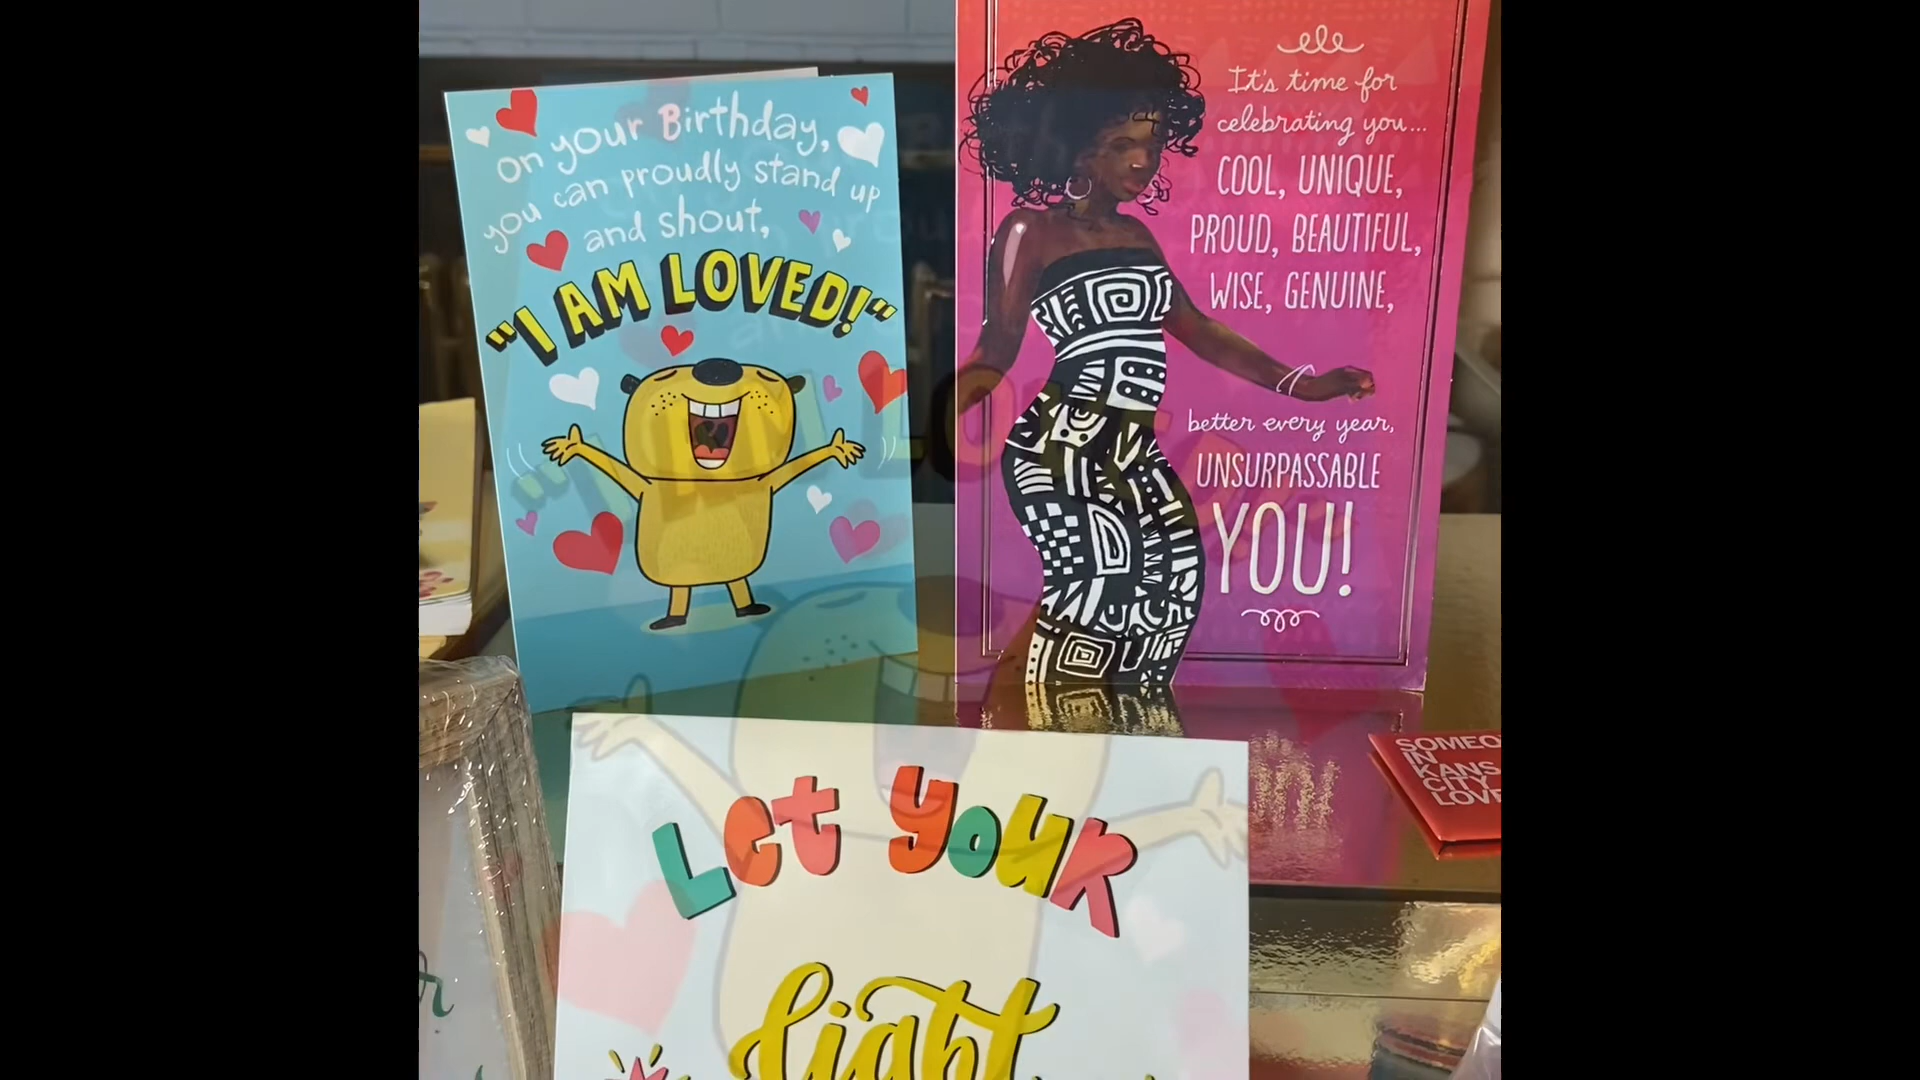 on your Birthday,
you can proudly stand up
and shout,
"I AM LOVED!"
It's time for
celebrating you...
COOL, UNIQUE,
PROUD, BEAUTIFUL,
WISE, GENUINE,
better every year,
UNSURPASSABLE
YOU!
SOMEO
IN
KANS
CITY
LOVE
Let your
light